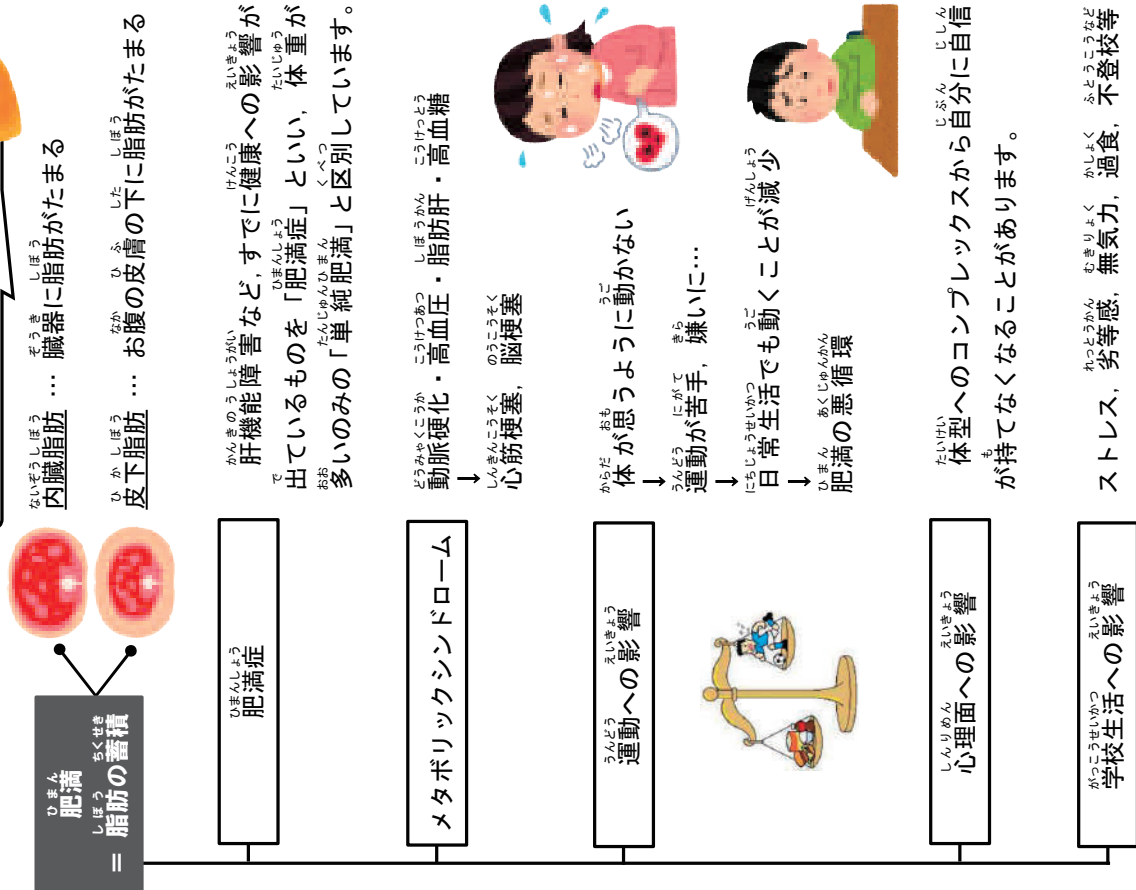 肥満
＝ 脂肪の蓄積
内臓脂肪 … 臓器に脂肪がたまる
皮下脂肪 … お腹の皮膚の下に脂肪がたまる
肥満症
肝機能障害など，すでに健康への影響が
出ているものを「肥満症」といい，体重が
多いのみの「単純肥満」と区別しています。
メタボリックシンドローム
動脈硬化・高血圧・脂肪肝・高血糖
↓
心筋梗塞，脳梗塞
運動への影響
体が思うように動かない
↓
運動が苦手，嫌いに…
↓
日常生活でも動くことが減少
↓
肥満の悪循環
心理面への影響
体型へのコンプレックスから自分に自信
が持てなくなることがあります。
学校生活への影響
ストレス，劣等感，無気力，過食，不登校等